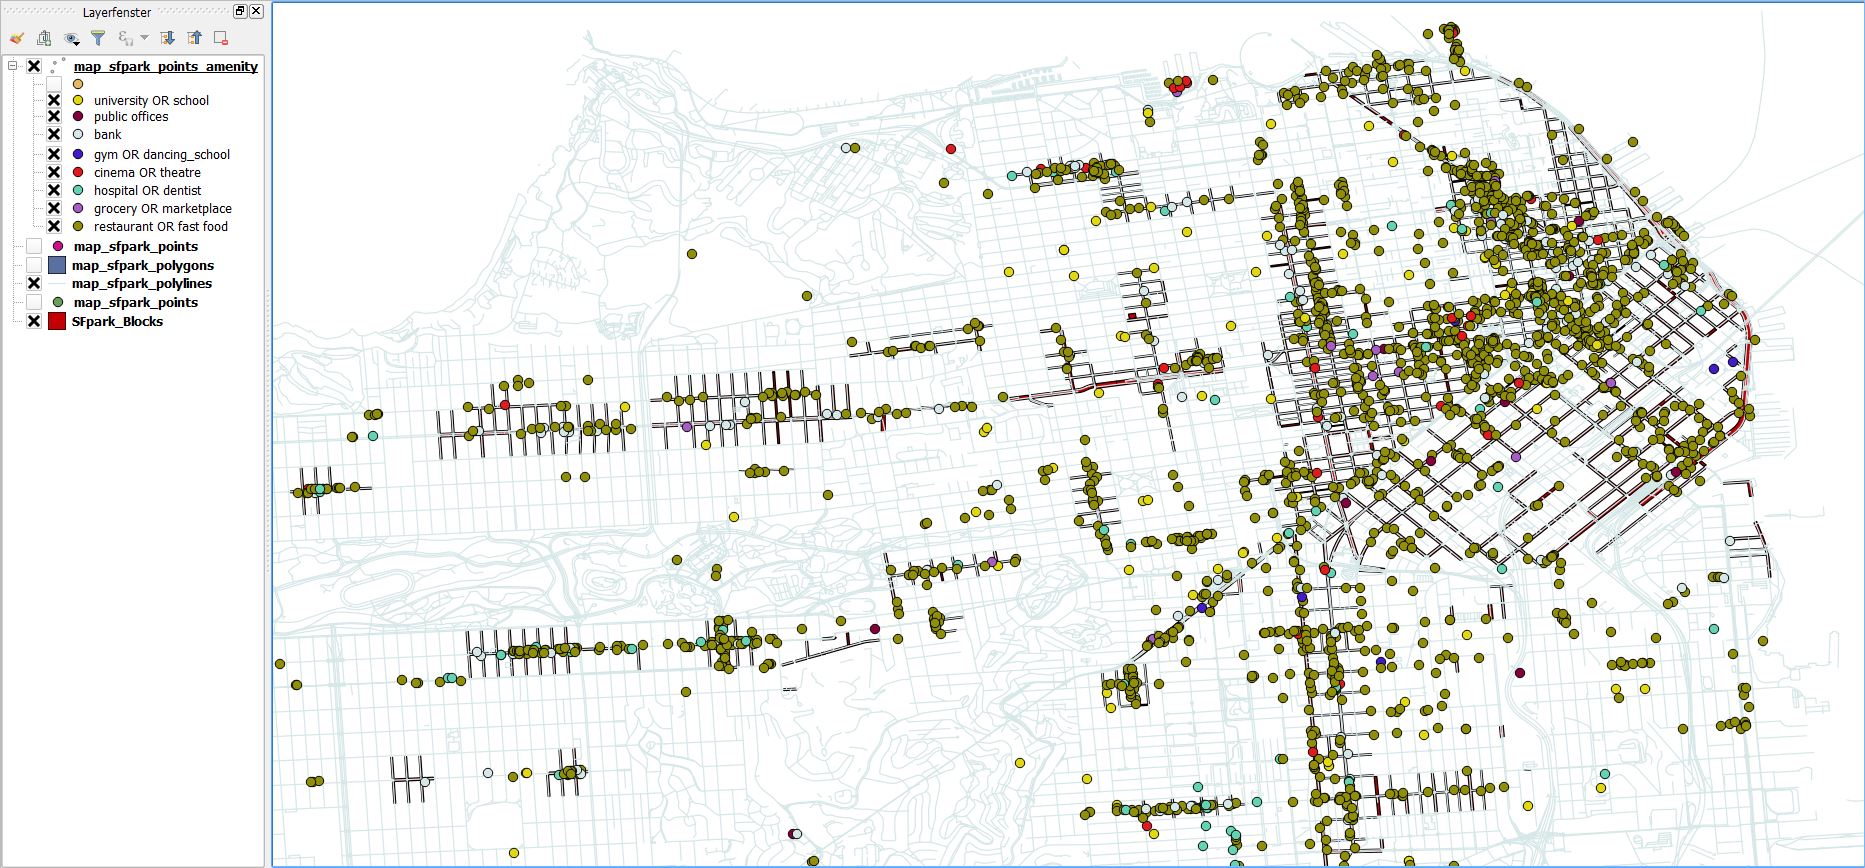 Layerfenster
map_sfpark_points_amenity
university OR school
public offices
bank
gym OR dancing_school
cinema OR theatre
hospital OR dentist
grocery OR marketplace
restaurant OR fast food
map_sfpark_points
map_sfpark_polygons
map_sfpark_polylines
map_sfpark_points
SFpark_Blocks